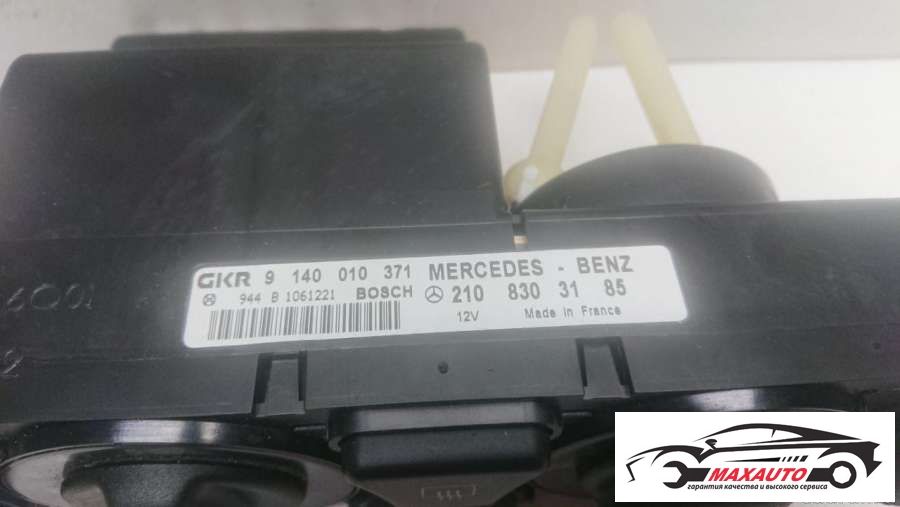 GKR 9 140 010 371 MERCEDES - BENZ
944 B 1061221 BOSCH 210 830 31 85
12V Made in France
MAXAUTO
гарантия качества и высокого сервиса